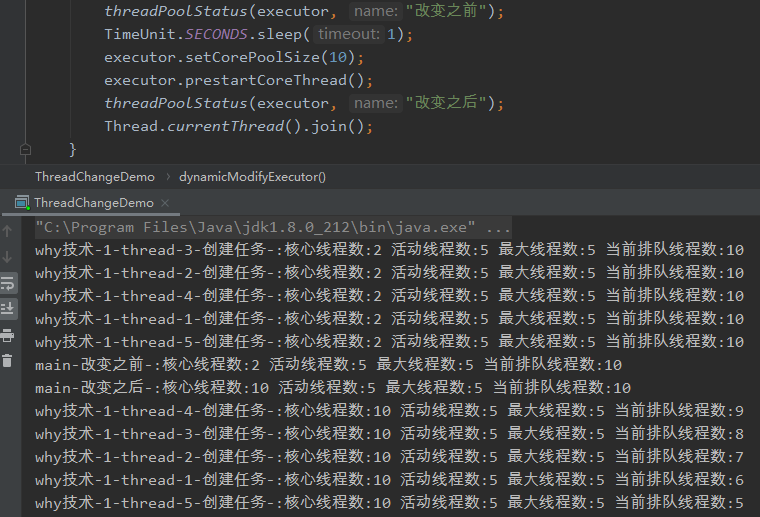 threadPoolStatus(executor, name: "改变之前");
TimeUnit.SECONDS.sleep( timeout: 1);
executor.setCorePoolSize(10);
executor.prestartCoreThread();
threadPoolStatus(executor, name: "改变之后");
Thread.currentThread().join();
}
ThreadChangeDemo › dynamicModifyExecutor()
ThreadChangeDemo ×
"C:\Program Files\Java\jdk1.8.0_212\bin\java.exe" ...
why技术-1-thread-3-创建任务-:核心线程数:2 活动线程数:5 最大线程数:5 当前排队线程数:10
why技术-1-thread-2-创建任务-:核心线程数:2 活动线程数:5 最大线程数:5 当前排队线程数:10
why技术-1-thread-4-创建任务-:核心线程数:2 活动线程数:5 最大线程数:5 当前排队线程数:10
why技术-1-thread-1-创建任务-:核心线程数:2 活动线程数:5 最大线程数:5 当前排队线程数:10
why技术-1-thread-5-创建任务-:核心线程数:2 活动线程数:5 最大线程数:5 当前排队线程数:10
main-改变之前-:核心线程数:2 活动线程数:5 最大线程数:5 当前排队线程数:10
main-改变之后-:核心线程数:10 活动线程数:5 最大线程数:5 当前排队线程数:10
why技术-1-thread-4-创建任务-:核心线程数:10 活动线程数:5 最大线程数:5 当前排队线程数:9
why技术-1-thread-3-创建任务-:核心线程数:10 活动线程数:5 最大线程数:5 当前排队线程数:8
why技术-1-thread-2-创建任务-:核心线程数:10 活动线程数:5 最大线程数:5 当前排队线程数:7
why技术-1-thread-1-创建任务-:核心线程数:10 活动线程数:5 最大线程数:5 当前排队线程数:6
why技术-1-thread-5-创建任务-:核心线程数:10 活动线程数:5 最大线程数:5 当前排队线程数:5